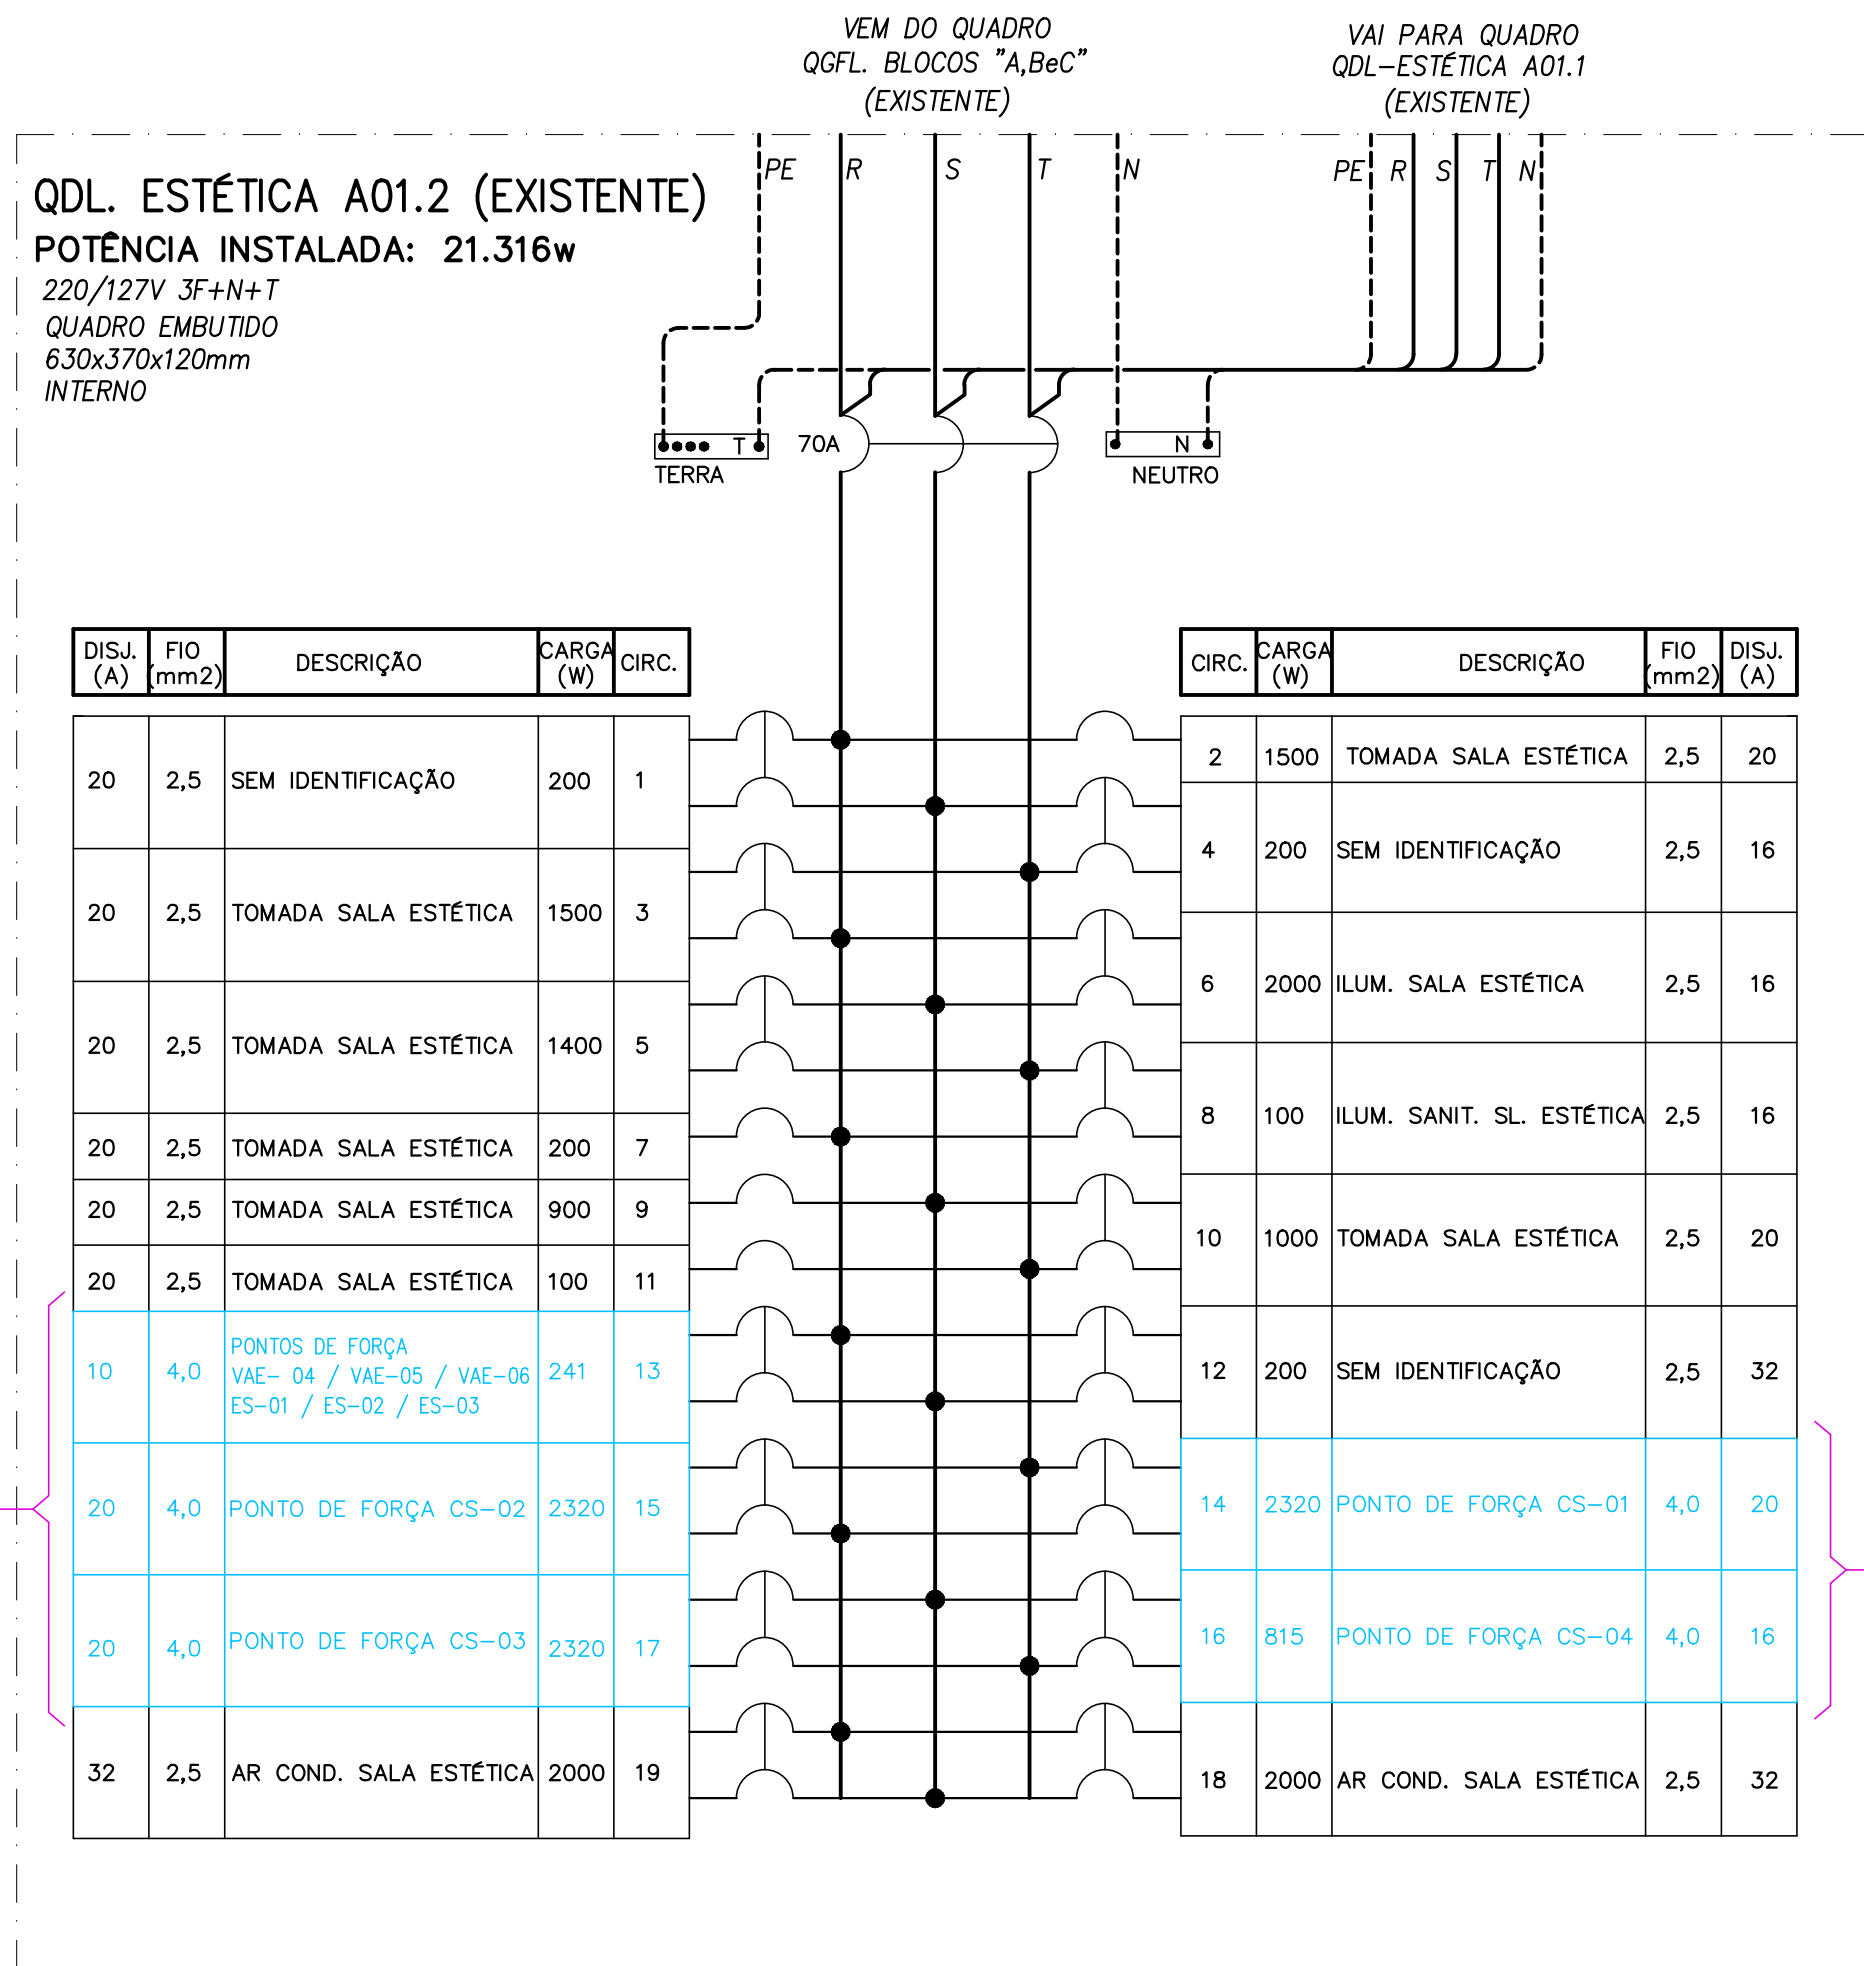 VEM DO QUADRO
QGFL. BLOCOS "A,BeC"
(EXISTENTE)
VAI PARA QUADRO
QDL-ESTÉTICA A01.1
(EXISTENTE)
PE R S T N
PE R S T N
QDL. ESTÉTICA A01.2 (EXISTENTE)
POTÊNCIA INSTALADA: 21.316w
220/127V 3F+N+T
QUADRO EMBUTIDO
630x370x120mm
INTERNO
T
TERRA
70A
N
NEUTRO
DISJ. (A) FIO (mm2) DESCRIÇÃO CARGA (W) CIRC.
20 2,5 SEM IDENTIFICAÇÃO 200 1
20 2,5 TOMADA SALA ESTÉTICA 1500 3
20 2,5 TOMADA SALA ESTÉTICA 1400 5
20 2,5 TOMADA SALA ESTÉTICA 200 7
20 2,5 TOMADA SALA ESTÉTICA 900 9
20 2,5 TOMADA SALA ESTÉTICA 100 11
10 4,0 PONTOS DE FORÇA
VAE- 04 / VAE-05 / VAE-06 241 13
ES-01 / ES-02 / ES-03
20 4,0 PONTO DE FORÇA CS-02 2320 15
20 4,0 PONTO DE FORÇA CS-03 2320 17
32 2,5 AR COND. SALA ESTÉTICA 2000 19
CIRC. CARGA (W) DESCRIÇÃO FIO (mm2) DISJ. (A)
2 1500 TOMADA SALA ESTÉTICA 2,5 20
4 200 SEM IDENTIFICAÇÃO 2,5 16
6 2000 ILUM. SALA ESTÉTICA 2,5 16
8 100 ILUM. SANIT. SL. ESTÉTICA 2,5 16
10 1000 TOMADA SALA ESTÉTICA 2,5 20
12 200 SEM IDENTIFICAÇÃO 2,5 32
14 2320 PONTO DE FORÇA CS-01 4,0 20
16 815 PONTO DE FORÇA CS-04 4,0 16
18 2000 AR COND. SALA ESTÉTICA 2,5 32